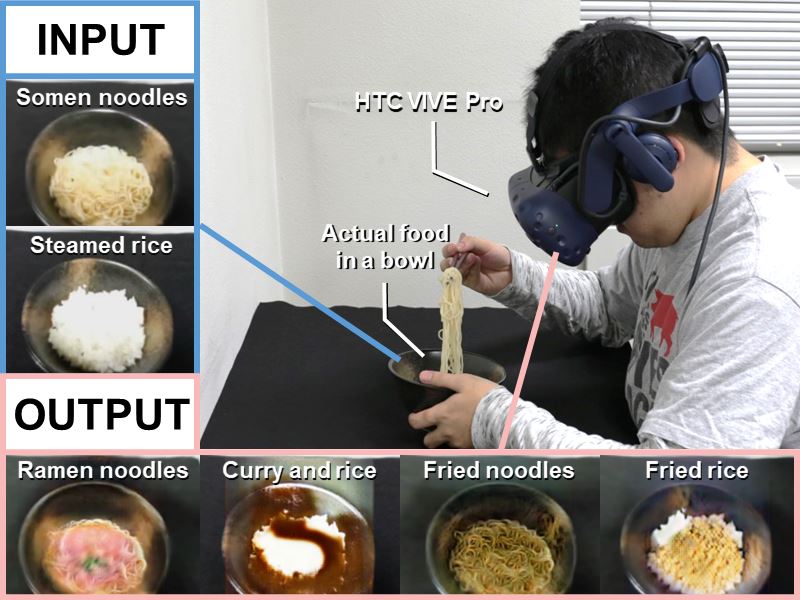 INPUT
Somen noodles
Steamed rice
HTC VIVE Pro
Actual food
in a bowl
OUTPUT
Ramen noodles
Curry and rice
Fried noodles
Fried rice